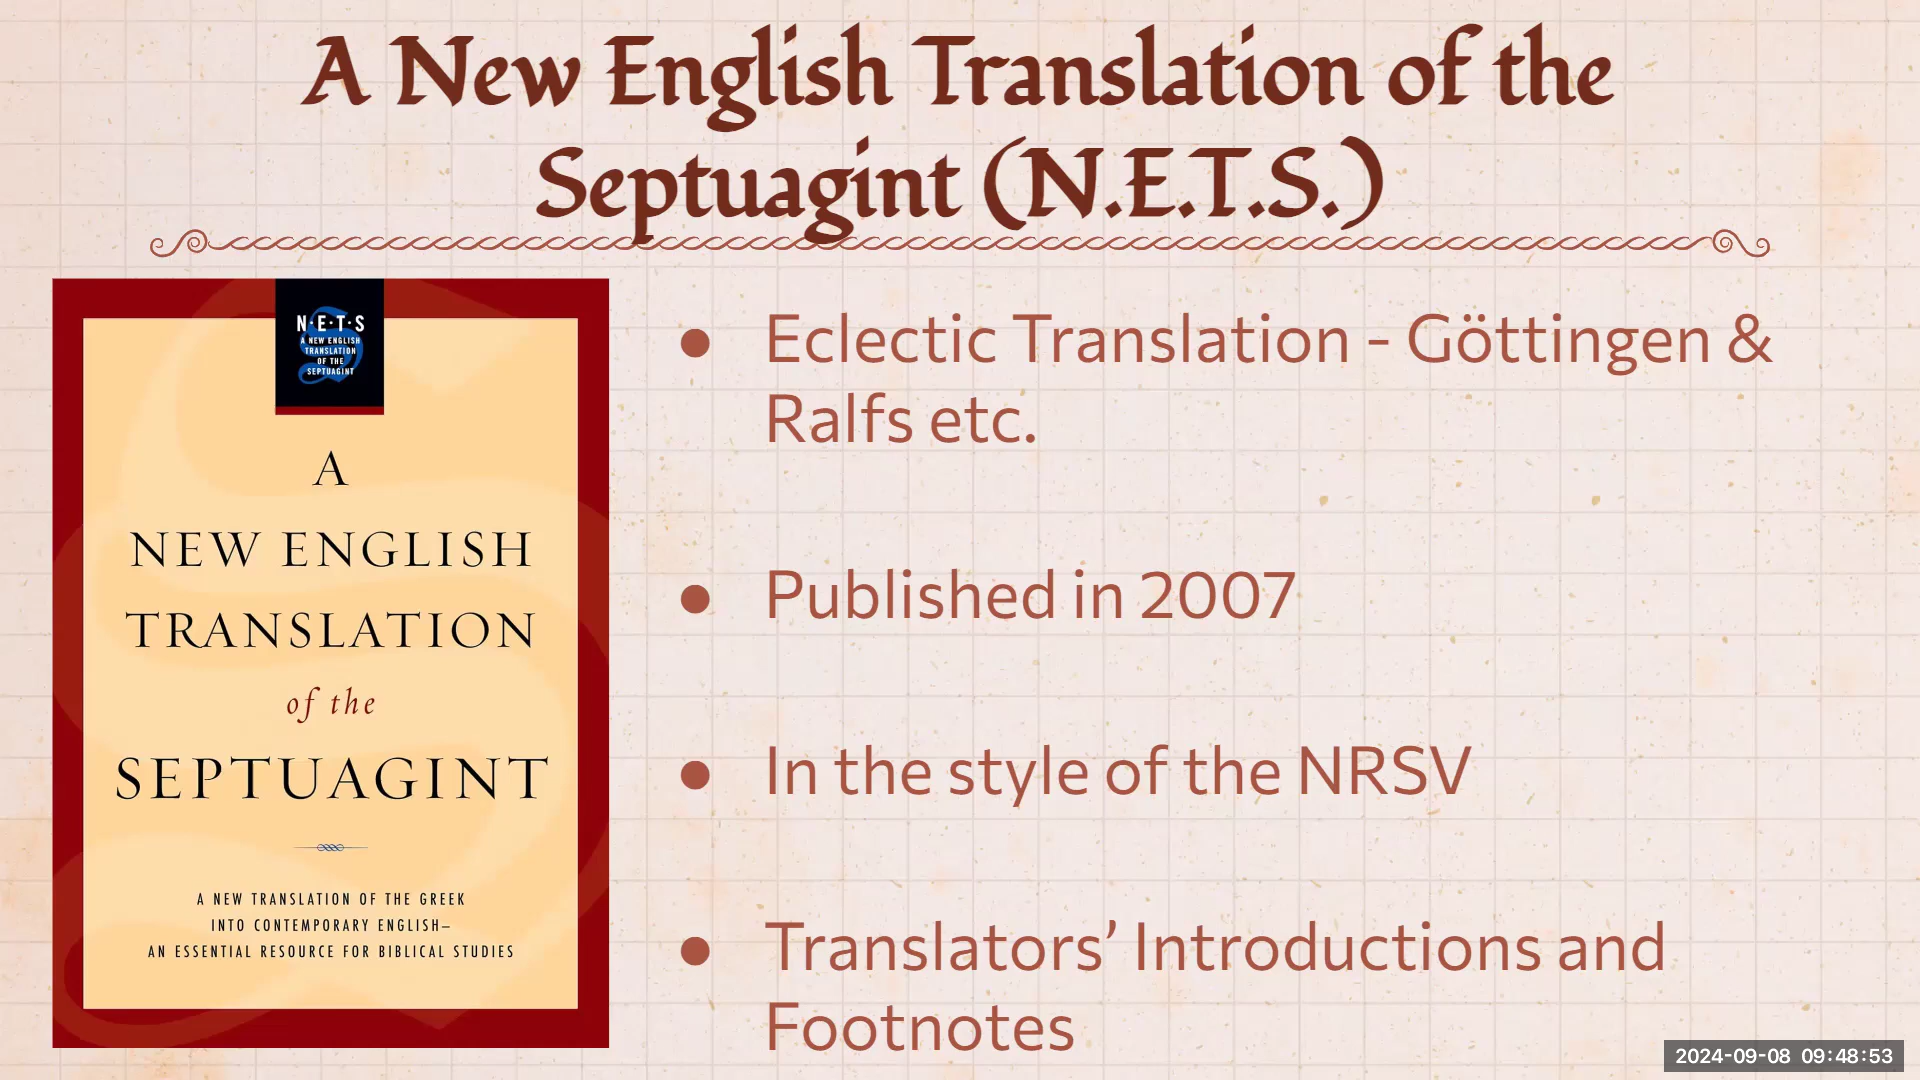 A New English Translation of the
Septuagint (N.E.T.S.)
N·E·T·S
A NEW ENGLISH
TRANSLATION
OF THE
SEPTUAGINT
A
NEW ENGLISH
TRANSLATION
of the
SEPTUAGINT
A NEW TRANSLATION OF THE GREEK
INTO CONTEMPORARY ENGLISH–
AN ESSENTIAL RESOURCE FOR BIBLICAL STUDIES
● Eclectic Translation - Göttingen &
Ralfs etc.
● Published in 2007
● In the style of the NRSV
● Translators’ Introductions and
Footnotes
2024-09-08 09:48:53